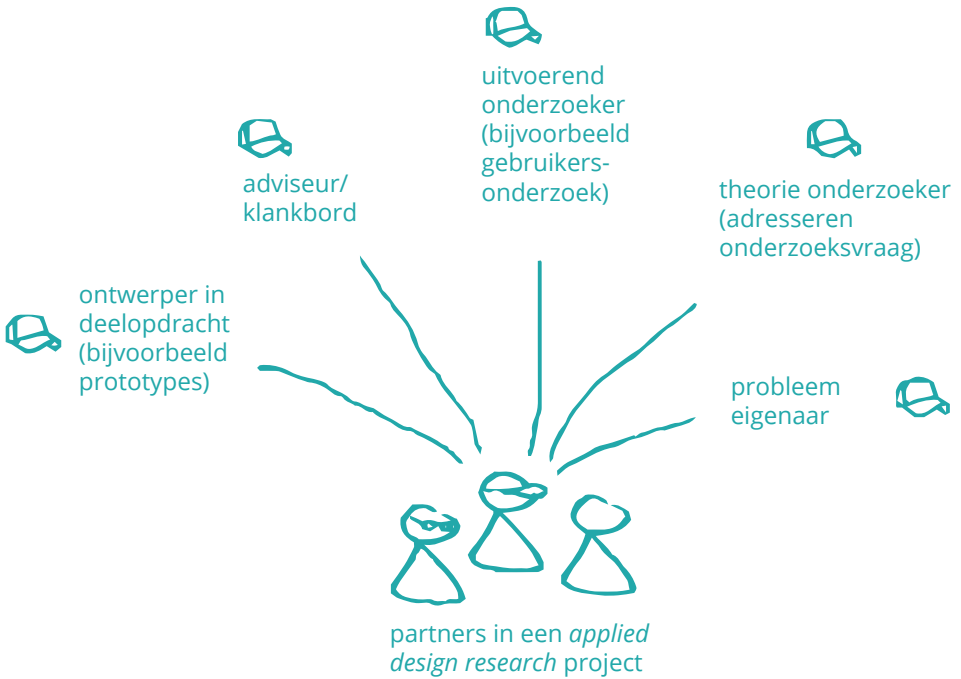 uitvoerend
onderzoeker
(bijvoorbeeld
gebruikers-
onderzoek)
adviseur/
klankbord
theorie onderzoeker
(adresseren
onderzoeksvraag)
ontwerper in
deelopdracht
(bijvoorbeeld
prototypes)
probleem
eigenaar
partners in een applied
design research project